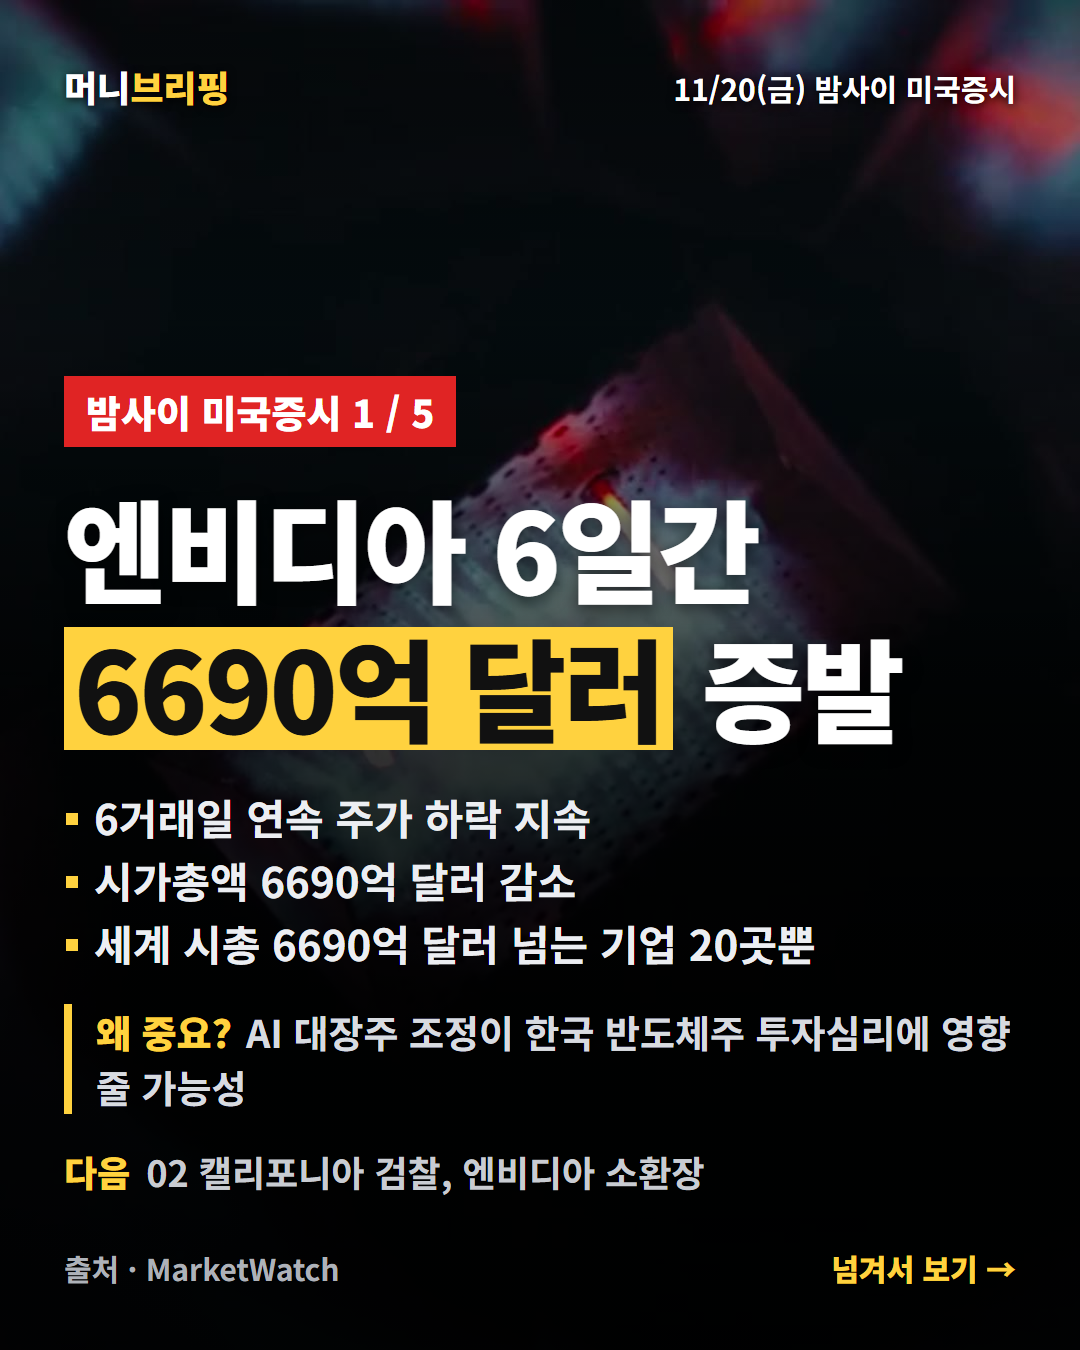 머니브리핑
11/20(금) 밤사이 미국증시
밤사이 미국증시 1 / 5
엔비디아 6일간
6690억 달러 증발
6거래일 연속 주가 하락 지속
시가총액 6690억 달러 감소
세계 시총 6690억 달러 넘는 기업 20곳뿐
왜 중요? AI 대장주 조정이 한국 반도체주 투자심리에 영향
줄 가능성
다음 02 캘리포니아 검찰, 엔비디아 소환장
출처 · MarketWatch
넘겨서 보기 →